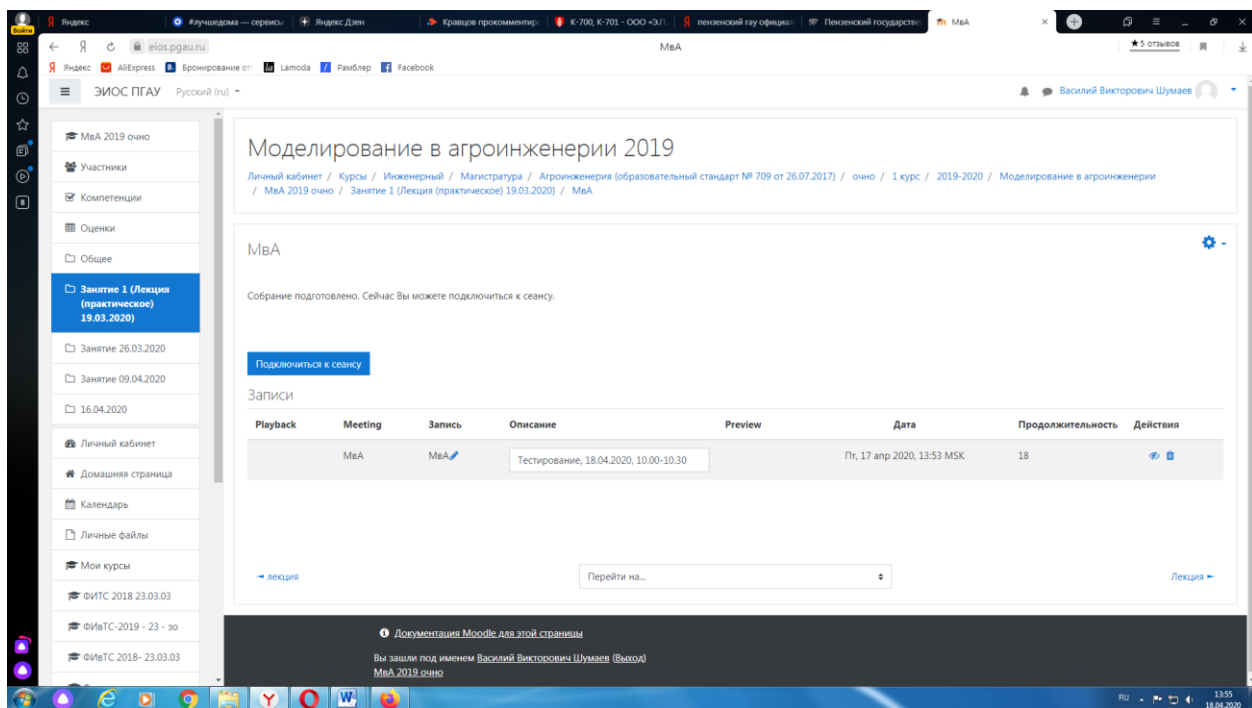 Яндекс
#лучшедома — сервисы
Яндекс.Дзен
Кравцов прокомментир
К-700, К-701 - ООО «Э.П.
пензенский гау официал
Пензенский государстве
МвА
Войти
eios.pgau.ru
МвА
★ 5 отзывов
Яндекс AliExpress Бронирование от Lamoda Рамблер Facebook
ЭИОС ПГАУ Русский (ru)
Василий Викторович Шумаев
МвА 2019 очно
Участники
Компетенции
Оценки
Общее
Занятие 1 (Лекция
(практическое)
19.03.2020)
Занятие 26.03.2020
Занятие 09.04.2020
16.04.2020
Личный кабинет
Домашняя страница
Календарь
Личные файлы
Мои курсы
ФИТС 2018 23.03.03
ФИвТС-2019 - 23 - зо
ФИвТС 2018- 23.03.03
Моделирование в агроинженерии 2019
Личный кабинет / Курсы / Инженерный / Магистратура / Агроинженерия (образовательный стандарт № 709 от 26.07.2017) / очно / 1 курс / 2019-2020 / Моделирование в агроинженерии
/ МвА 2019 очно / Занятие 1 (Лекция (практическое) 19.03.2020) / МвА
МвА
Собрание подготовлено. Сейчас Вы можете подключиться к сеансу.
Подключиться к сеансу
Записи
Playback Meeting Запись Описание Preview Дата Продолжительность Действия
МвА МвА Тестирование, 18.04.2020, 10.00-10.30 Пт, 17 апр 2020, 13:53 MSK 18
◄ лекция
Перейти на...
Лекция ►
Документация Moodle для этой страницы
Вы зашли под именем Василий Викторович Шумаев (Выход)
МвА 2019 очно
RU
13:55
18.04.2020